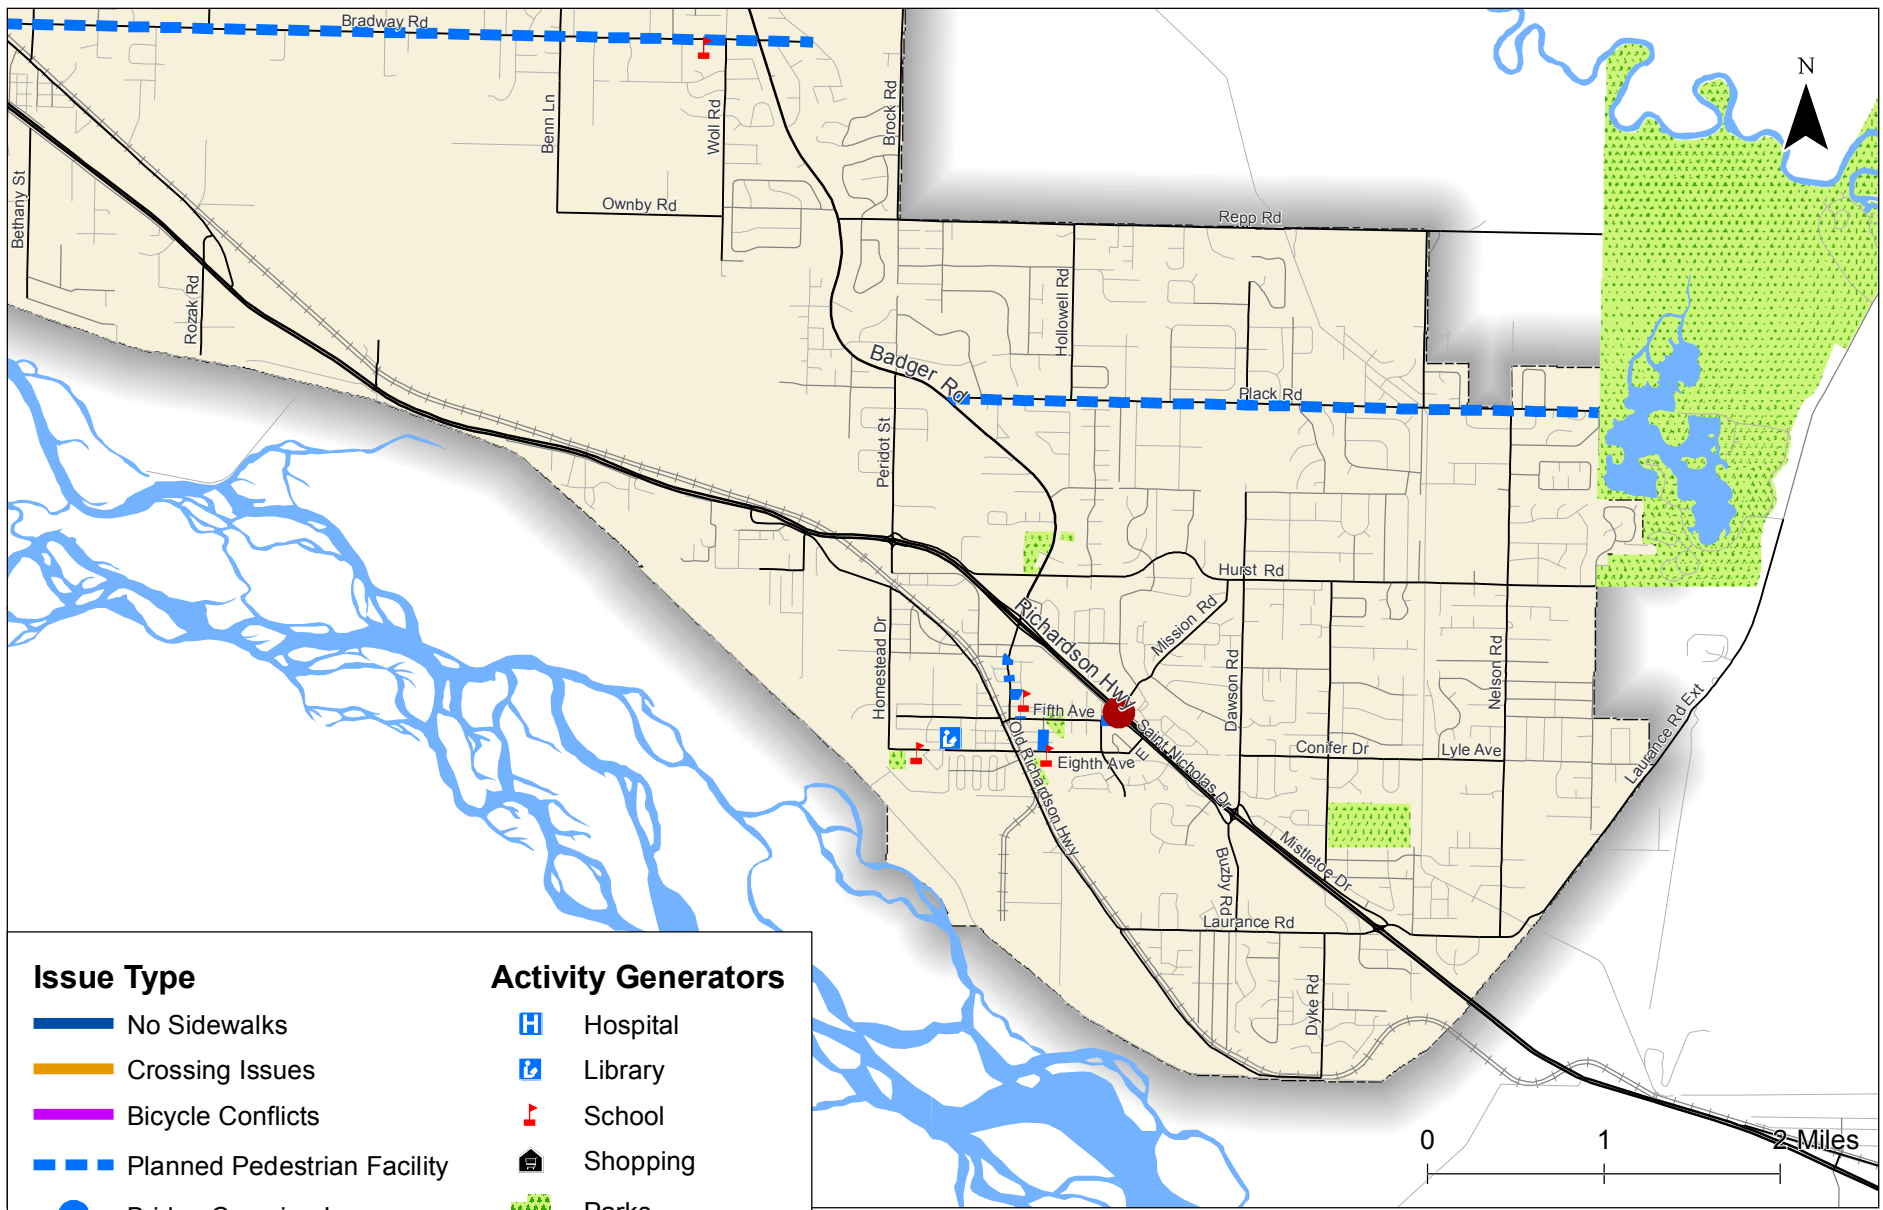 Bradway Rd
N
Benn Ln
Woll Rd
Brock Rd
Bethany St
Ownby Rd
Repp Rd
Rozak Rd
Hollowell Rd
Badger Rd
Plack Rd
Peridot St
Hurst Rd
Richardson Hwy
Mission Rd
Homestead Dr
Dawson Rd
Nelson Rd
Fifth Ave
Laurance Rd Ext
Old Richardson Hwy
Saint Nicholas Dr
Conifer Dr
Lyle Ave
Eighth Ave E
Mistletoe Dr
Buzby Rd
Laurance Rd
Dyke Rd
Issue Type
No Sidewalks
Crossing Issues
Bicycle Conflicts
Planned Pedestrian Facility
Activity Generators
H Hospital
Library
School
Shopping
Parks
0 1 2 Miles